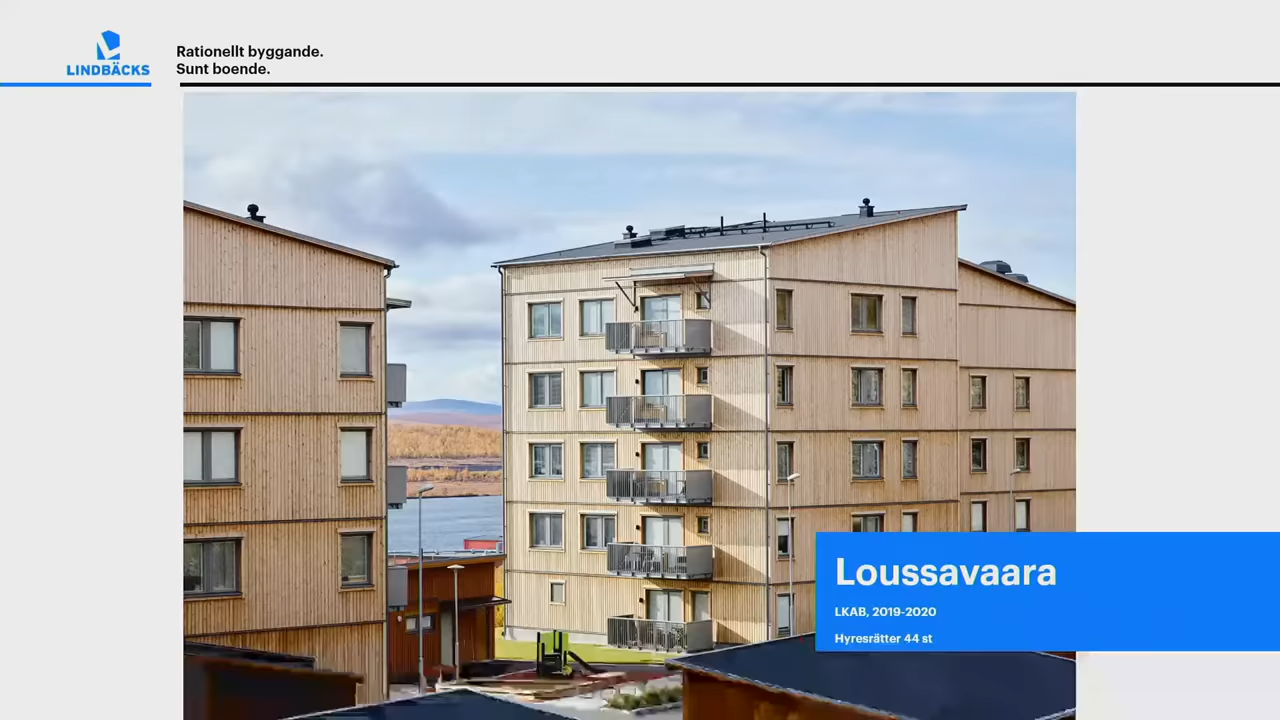 LINDBÄCKS
Rationellt byggande.
Sunt boende.
Loussavaara
LKAB, 2019-2020
Hyresrätter 44 st